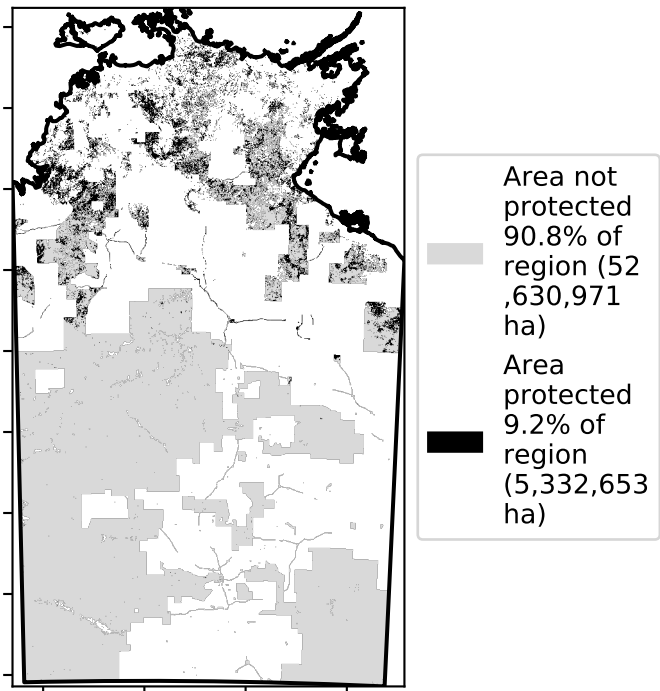 Area not
protected
90.8% of
region (52
,630,971
ha)
Area
protected
9.2% of
region
(5,332,653
ha)